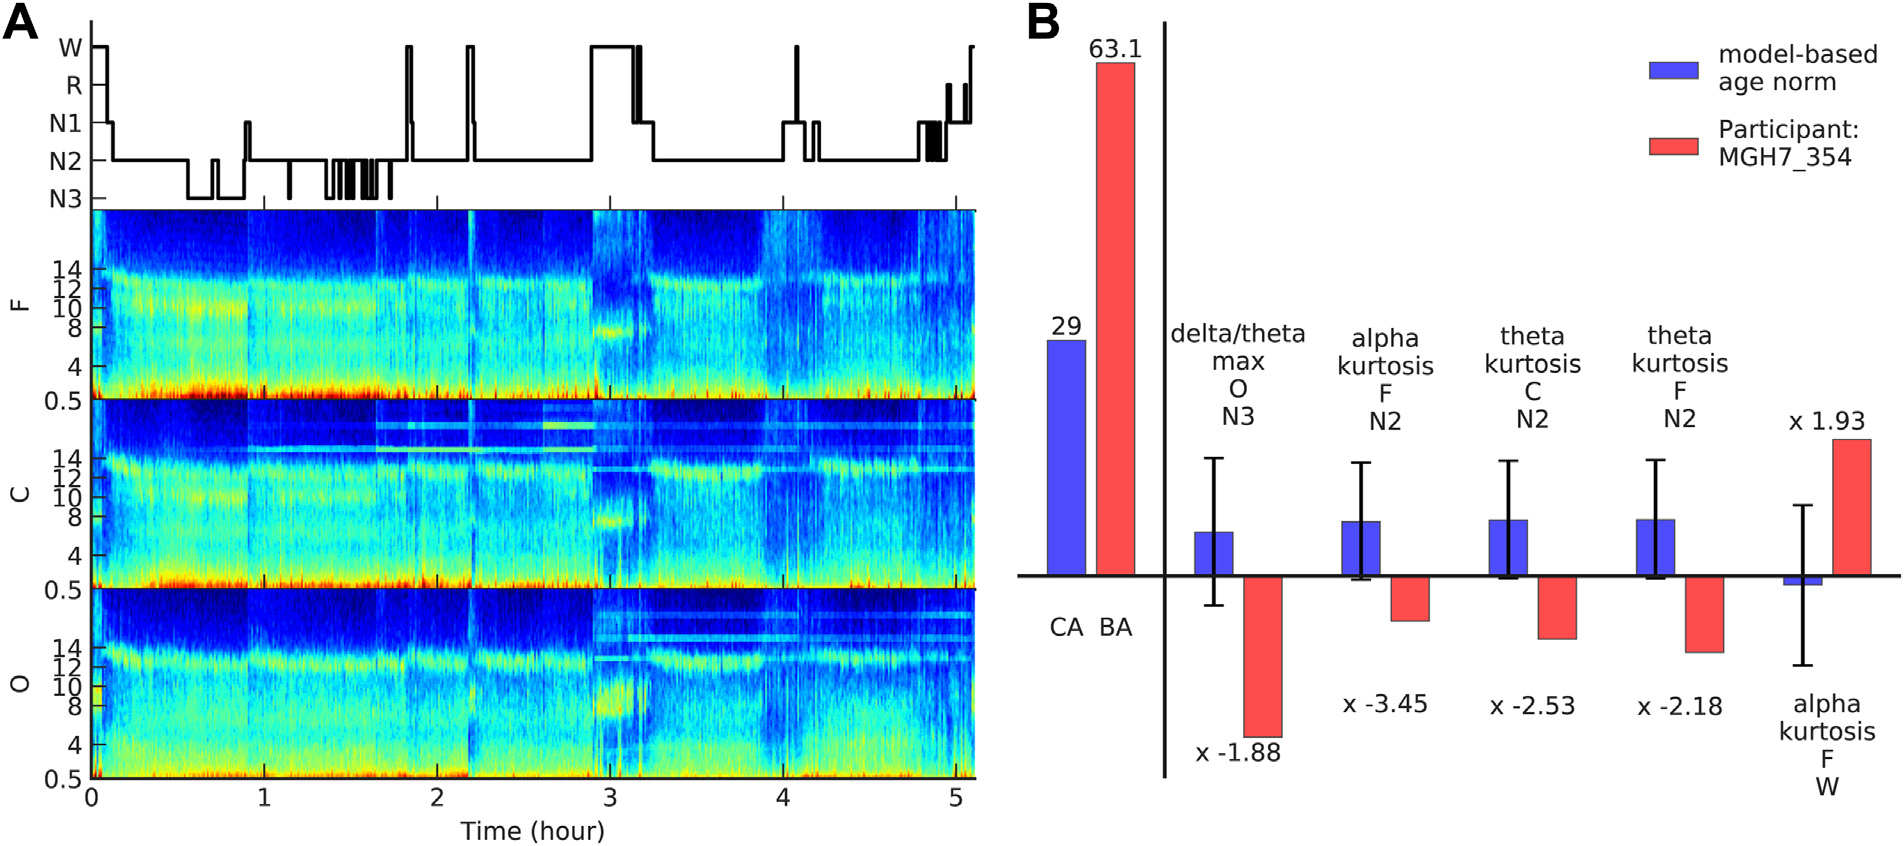 A
W
R
N1
N2
N3
F
14
12
10
8
4
0.5
C
14
12
10
8
4
0.5
O
14
12
10
8
4
0.5
0 1 2 3 4 5
Time (hour)
B
63.1
29
CA BA
model-based
age norm
Participant:
MGH7_354
delta/theta
max
O
N3
x -1.88
alpha
kurtosis
F
N2
x -3.45
theta
kurtosis
C
N2
x -2.53
theta
kurtosis
F
N2
x -2.18
x 1.93
alpha
kurtosis
F
W